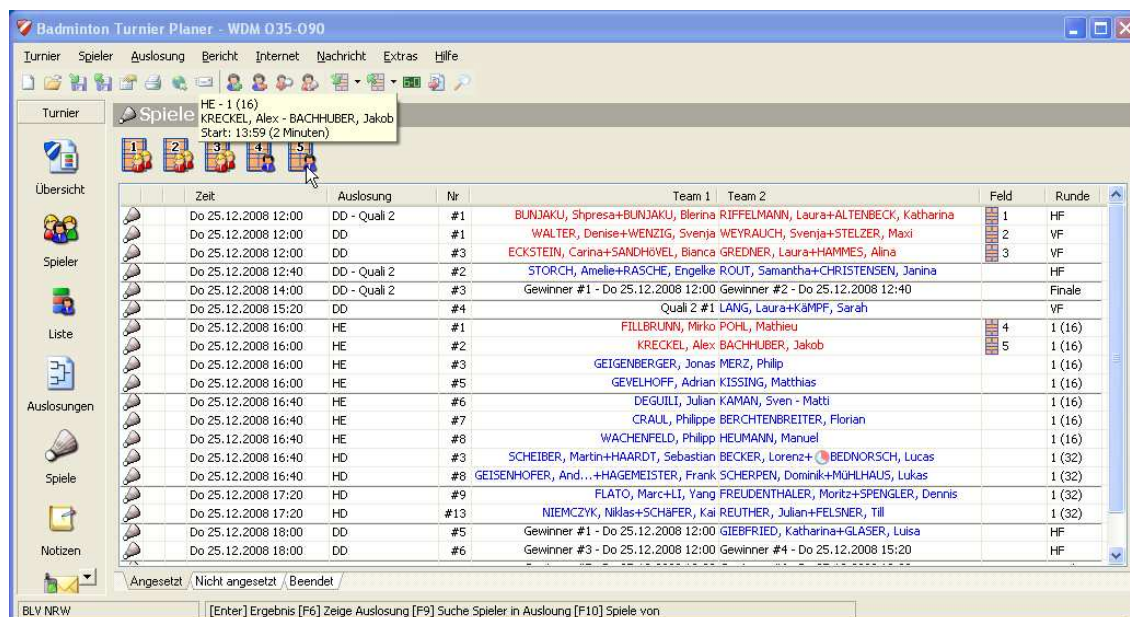 Badminton Turnier Planer - WDM O35-O90
Turnier Spieler Auslosung Bericht Internet Nachricht Extras Hilfe
Turnier
Spiele
HE - 1 (16)
KRECKEL, Alex - BACHHUBER, Jakob
Start: 13:59 (2 Minuten)
1 2 3 4 5
Übersicht
Spieler
Liste
Auslosungen
Spiele
Notizen
Zeit Auslosung Nr Team 1 Team 2 Feld Runde
Do 25.12.2008 12:00 DD - Quali 2 #1 BUNJAKU, Shpresa+BUNJAKU, Blerina RIFFELMANN, Laura+ALTENBECK, Katharina 1 HF
Do 25.12.2008 12:00 DD #1 WALTER, Denise+WENZIG, Svenja WEYRAUCH, Svenja+STELZER, Maxi 2 VF
Do 25.12.2008 12:00 DD #3 ECKSTEIN, Carina+SANDHöVEL, Bianca GREDNER, Laura+HAMMES, Alina 3 VF
Do 25.12.2008 12:40 DD - Quali 2 #2 STORCH, Amelie+RASCHE, Engelke ROUT, Samantha+CHRISTENSEN, Janina HF
Do 25.12.2008 14:00 DD - Quali 2 #3 Gewinner #1 - Do 25.12.2008 12:00 Gewinner #2 - Do 25.12.2008 12:40 Finale
Do 25.12.2008 15:20 DD #4 Quali 2 #1 LANG, Laura+KäMPF, Sarah VF
Do 25.12.2008 16:00 HE #1 FILLBRUNN, Mirko POHL, Mathieu 4 1 (16)
Do 25.12.2008 16:00 HE #2 KRECKEL, Alex BACHHUBER, Jakob 5 1 (16)
Do 25.12.2008 16:00 HE #3 GEIGENBERGER, Jonas MERZ, Philip 1 (16)
Do 25.12.2008 16:00 HE #5 GEVELHOFF, Adrian KISSING, Matthias 1 (16)
Do 25.12.2008 16:40 HE #6 DEGUILI, Julian KAMAN, Sven - Matti 1 (16)
Do 25.12.2008 16:40 HE #7 CRAUL, Philippe BERCHTENBREITER, Florian 1 (16)
Do 25.12.2008 16:40 HE #8 WACHENFELD, Philipp HEUMANN, Manuel 1 (16)
Do 25.12.2008 16:40 HD #3 SCHEIBER, Martin+HAARDT, Sebastian BECKER, Lorenz+ BEDNORSCH, Lucas 1 (32)
Do 25.12.2008 16:40 HD #8 GEISENHOFER, And...+HAGEMEISTER, Frank SCHERPEN, Dominik+MüHLHAUS, Lukas 1 (32)
Do 25.12.2008 17:20 HD #9 FLATO, Marc+LI, Yang FREUDENTHALER, Moritz+SPENGLER, Dennis 1 (32)
Do 25.12.2008 17:20 HD #13 NIEMCZYK, Niklas+SCHäFER, Kai REUTHER, Julian+FELSNER, Till 1 (32)
Do 25.12.2008 18:00 DD #5 Gewinner #1 - Do 25.12.2008 12:00 GIEBFRIED, Katharina+GLASER, Luisa HF
Do 25.12.2008 18:00 DD #6 Gewinner #3 - Do 25.12.2008 12:00 Gewinner #4 - Do 25.12.2008 15:20 HF
Angesetzt Nicht angesetzt Beendet
BLV NRW [Enter] Ergebnis [F6] Zeige Auslosung [F9] Suche Spieler in Ausloung [F10] Spiele von